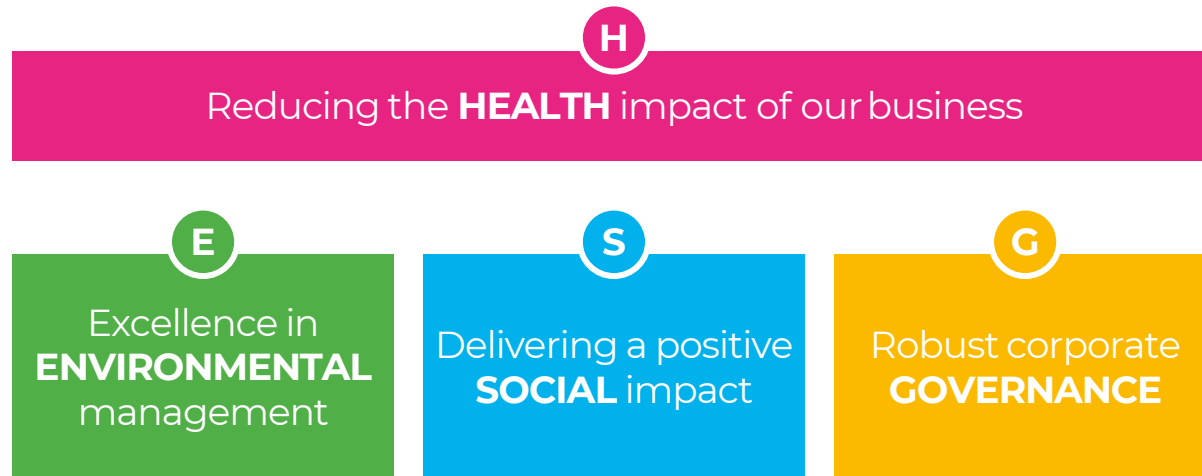 H
Reducing the HEALTH impact of our business
E
Excellence in
ENVIRONMENTAL
management
S
Delivering a positive
SOCIAL impact
G
Robust corporate
GOVERNANCE